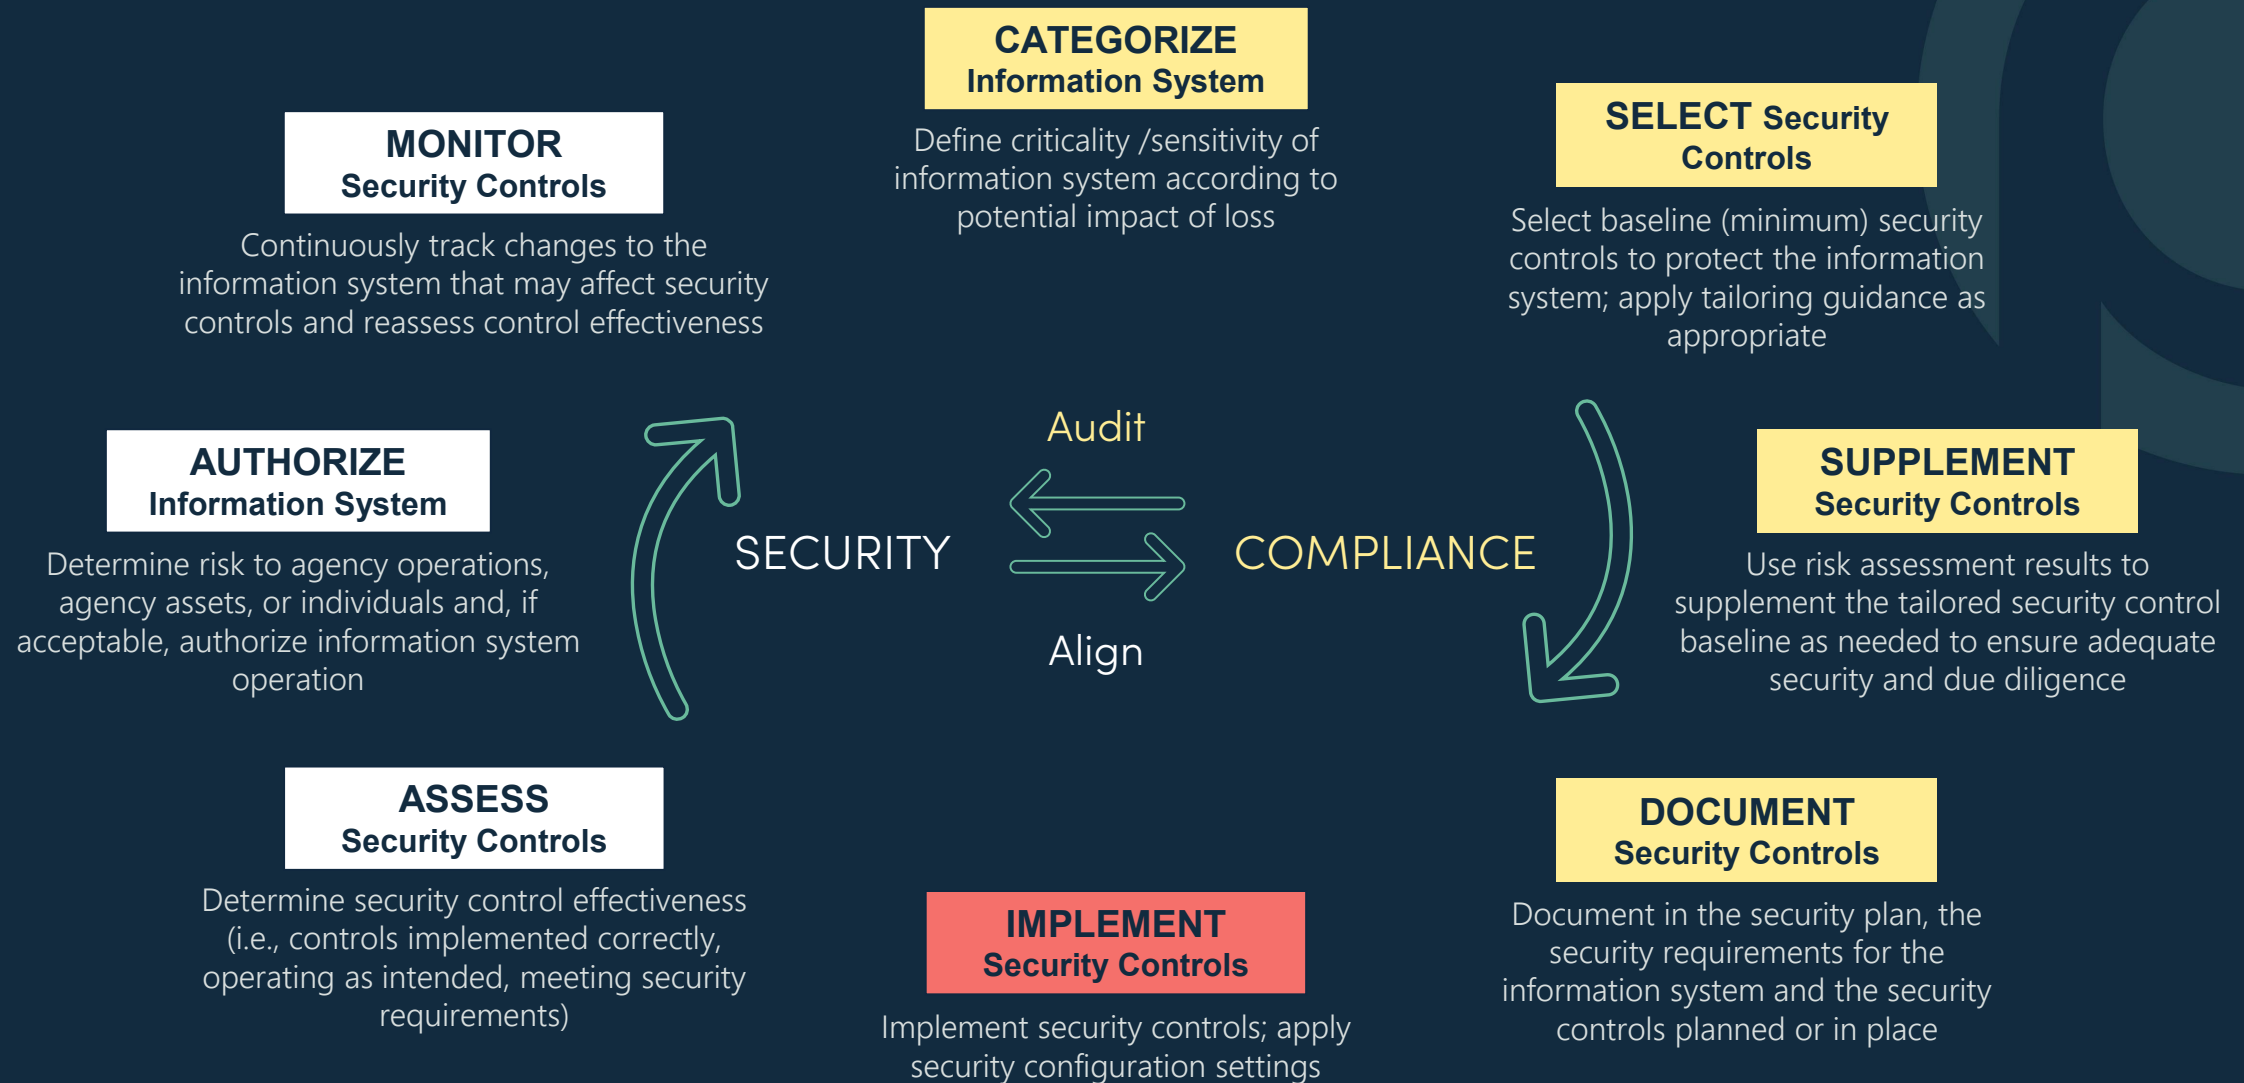 CATEGORIZE
Information System
Define criticality /sensitivity of
information system according to
potential impact of loss
SELECT Security
Controls
Select baseline (minimum) security
controls to protect the information
system; apply tailoring guidance as
appropriate
MONITOR
Security Controls
Continuously track changes to the
information system that may affect security
controls and reassess control effectiveness
Audit
SECURITY
COMPLIANCE
Align
SUPPLEMENT
Security Controls
Use risk assessment results to
supplement the tailored security control
baseline as needed to ensure adequate
security and due diligence
AUTHORIZE
Information System
Determine risk to agency operations,
agency assets, or individuals and, if
acceptable, authorize information system
operation
DOCUMENT
Security Controls
Document in the security plan, the
security requirements for the
information system and the security
controls planned or in place
ASSESS
Security Controls
Determine security control effectiveness
(i.e., controls implemented correctly,
operating as intended, meeting security
requirements)
IMPLEMENT
Security Controls
Implement security controls; apply
security configuration settings